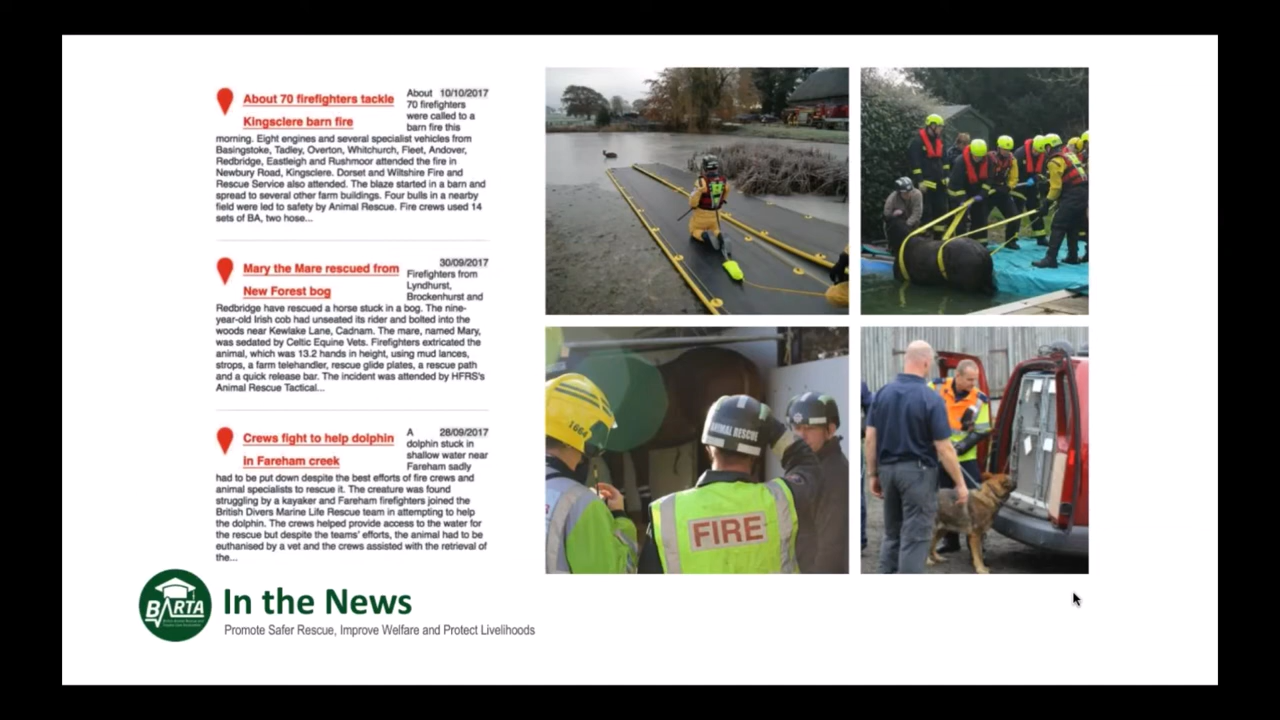 About 70 firefighters tackle
Kingsclere barn fire
About 10/10/2017
70 firefighters
were called to a
barn fire this
morning. Eight engines and several specialist vehicles from
Basingstoke, Tadley, Overton, Whitchurch, Fleet, Andover,
Redbridge, Eastleigh and Rushmoor attended the fire in
Newbury Road, Kingsclere. Dorset and Wiltshire Fire and
Rescue Service also attended. The blaze started in a barn and
spread to several other farm buildings. Four bulls in a nearby
field were led to safety by Animal Rescue. Fire crews used 14
sets of BA, two hose...
Mary the Mare rescued from
New Forest bog
30/09/2017
Firefighters from
Lyndhurst,
Brockenhurst and
Redbridge have rescued a horse stuck in a bog. The nine-
year-old Irish cob had unseated its rider and bolted into the
woods near Kewlake Lane, Cadnam. The mare, named Mary,
was sedated by Celtic Equine Vets. Firefighters extricated the
animal, which was 13.2 hands in height, using mud lances,
strops, a farm telehandler, rescue glide plates, a rescue path
and a quick release bar. The incident was attended by HFRS's
Animal Rescue Tactical...
Crews fight to help dolphin
in Fareham creek
A 28/09/2017
dolphin stuck in
shallow water near
Fareham sadly
had to be put down despite the best efforts of fire crews and
animal specialists to rescue it. The creature was found
struggling by a kayaker and Fareham firefighters joined the
British Divers Marine Life Rescue team in attempting to help
the dolphin. The crews helped provide access to the water for
the rescue but despite the teams' efforts, the animal had to be
euthanised by a vet and the crews assisted with the retrieval of
the...
1664
ANIMAL RESCUE
FIRE
BARTA
In the News
Promote Safer Rescue, Improve Welfare and Protect Livelihoods